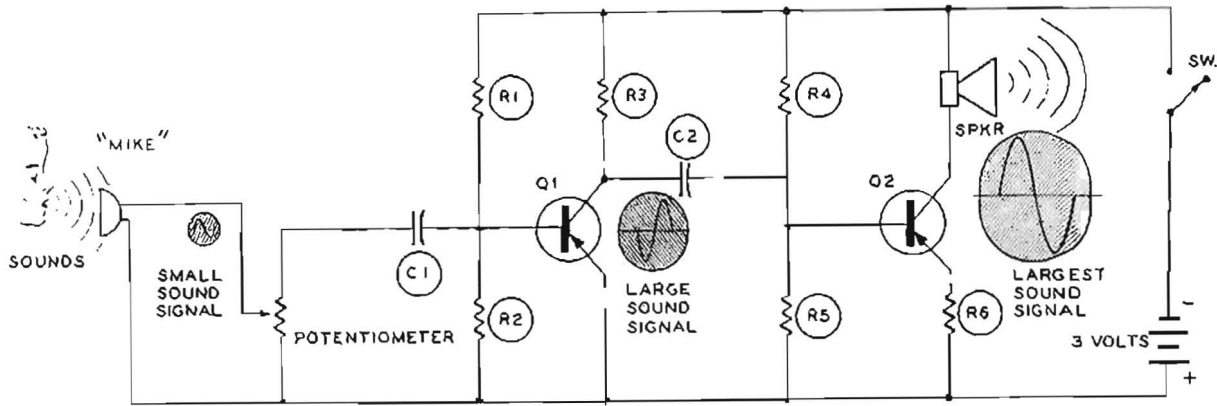 "MIKE"
SOUNDS
SMALL
SOUND
SIGNAL
POTENTIOMETER
C1
R1
R2
Q1
R3
C2
LARGE
SOUND
SIGNAL
R4
R5
Q2
R6
SPKR
LARGEST
SOUND
SIGNAL
SW.
-
3 VOLTS
+